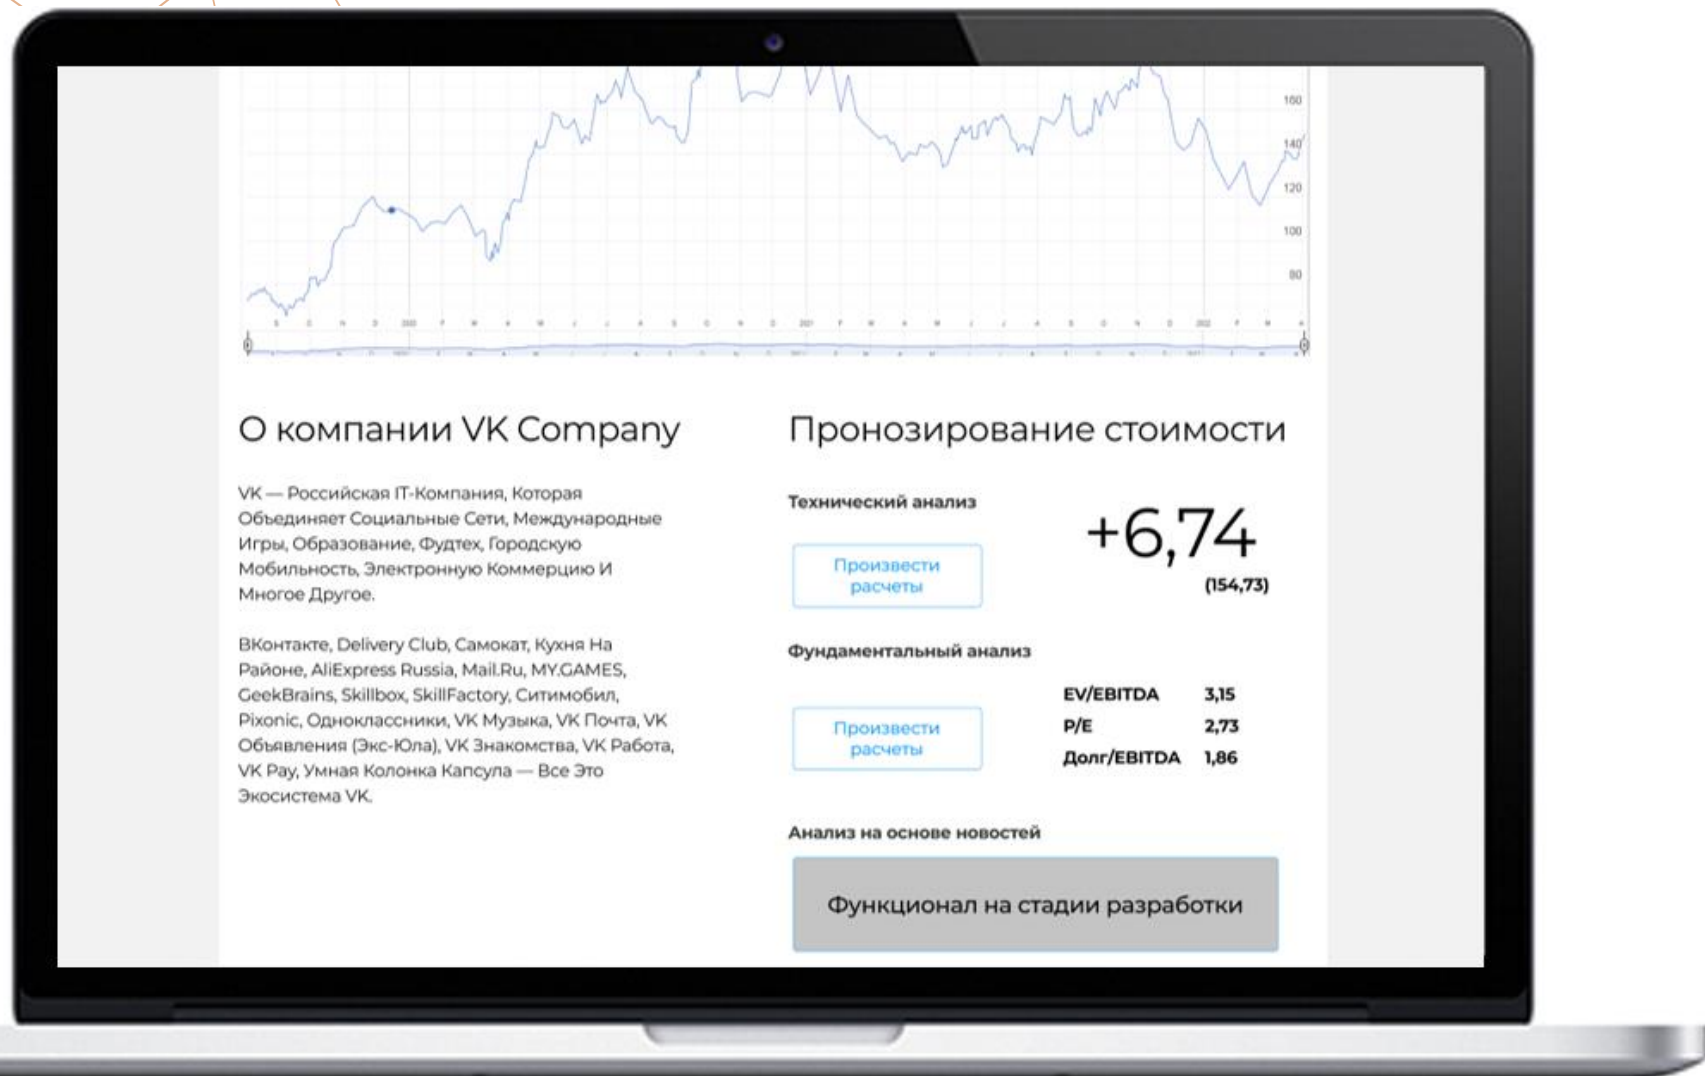 160
140
120
100
80
S O N D 2020 F M A M J J A S O N D 2021 F M A M J J A S O N D 2022 F M A
О компании VK Company
VK — Российская IT-Компания, Которая
Объединяет Социальные Сети, Международные
Игры, Образование, Фудтех, Городскую
Мобильность, Электронную Коммерцию И
Многое Другое.
ВКонтакте, Delivery Club, Самокат, Кухня На
Районе, AliExpress Russia, Mail.Ru, MY.GAMES,
GeekBrains, Skillbox, SkillFactory, Ситимобил,
Pixonic, Одноклассники, VK Музыка, VK Почта, VK
Объявления (Экс-Юла), VK Знакомства, VK Работа,
VK Pay, Умная Колонка Капсула — Все Это
Экосистема VK.
Пронозирование стоимости
Технический анализ
Произвести
расчеты
+6,74
(154,73)
Фундаментальный анализ
Произвести
расчеты
EV/EBITDA 3,15
P/E 2,73
Долг/EBITDA 1,86
Анализ на основе новостей
Функционал на стадии разработки